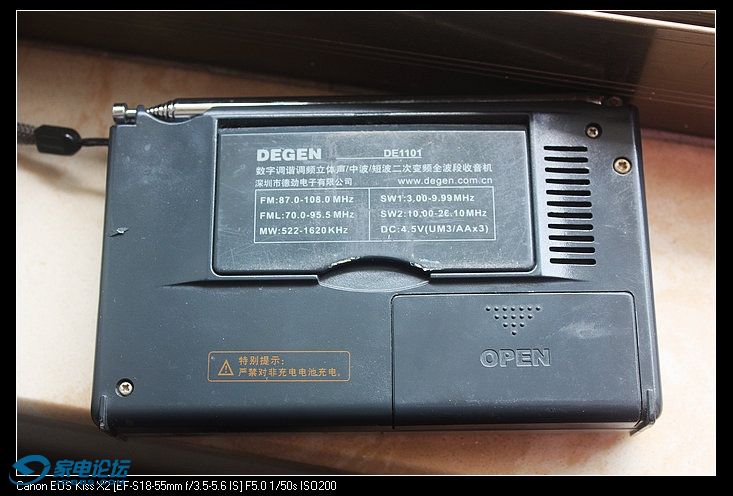 DEGEN DE1101
数字调谐调频立体声/中波/短波二次变频全波段收音机
深圳市德劲电子有限公司 www.degen.com.cn
FM:87.0-108.0MHz SW1:3.00-9.99MHz
FML:70.0-95.5MHz SW2:10.00-26.10MHz
MW:522-1620KHz DC:4.5V(UM3/AAx3)
OPEN
特别提示:
严禁对非充电电池充电。
家电论坛
Canon EOS Kiss X2 [EF-S18-55mm f/3.5-5.6 IS] F5.0 1/50s ISO200